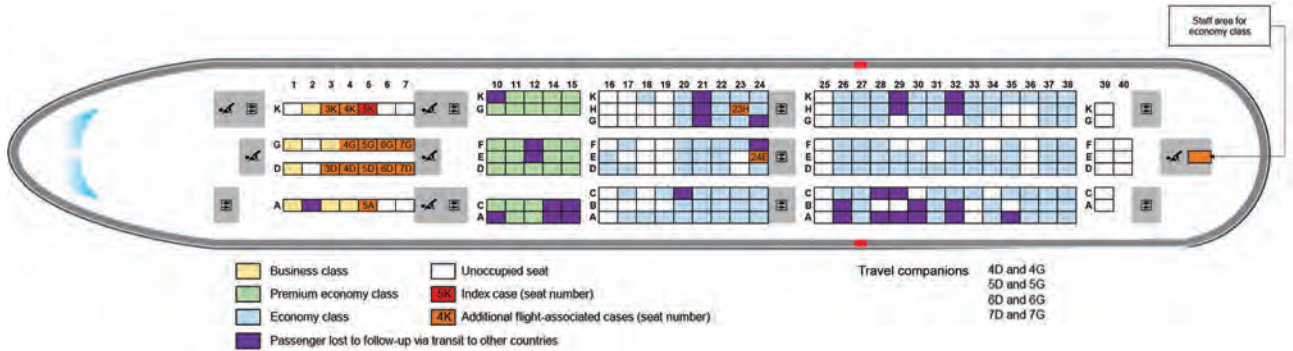 Staff area for
economy class
1 2 3 4 5 6 7
10 11 12 13 14 15
16 17 18 19 20 21 22 23 24
25 26 27 28 29 30 31 32 33 34 35 36 37 38
39 40
K 3K 4K 5K
K
G
K
H 23H
G
K
H
G
K
G
G 4G 5G 6G 7G
D 3D 4D 5D 6D 7D
F
E
D
F
E 24E
D
F
E
D
F
E
D
A 5A
C
A
C
B
A
C
B
A
C
A
Business class
Unoccupied seat
Premium economy class
5K Index case (seat number)
Economy class
4K Additional flight-associated cases (seat number)
Passenger lost to follow-up via transit to other countries
Travel companions 4D and 4G
5D and 5G
6D and 6G
7D and 7G